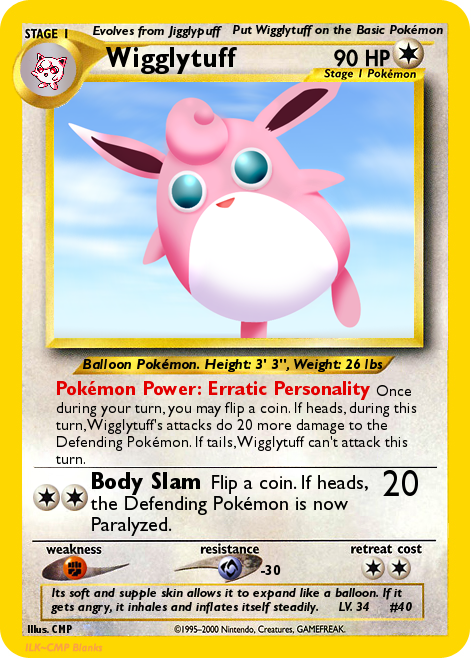 STAGE 1 Evolves from Jigglypuff Put Wigglytuff on the Basic Pokémon
Wigglytuff 90 HP
Stage 1 Pokémon
Balloon Pokémon. Height: 3' 3", Weight: 26 lbs
Pokémon Power: Erratic Personality Once
during your turn, you may flip a coin. If heads, during this
turn, Wigglytuff's attacks do 20 more damage to the
Defending Pokémon. If tails, Wigglytuff can't attack this
turn.
Body Slam Flip a coin. If heads, 20
the Defending Pokémon is now
Paralyzed.
weakness resistance retreat cost
-30
Its soft and supple skin allows it to expand like a balloon. If it
gets angry, it inhales and inflates itself steadily. LV. 34 #40
Illus. CMP ©1995-2000 Nintendo, Creatures, GAMEFREAK.
ILK~CMP Blanks